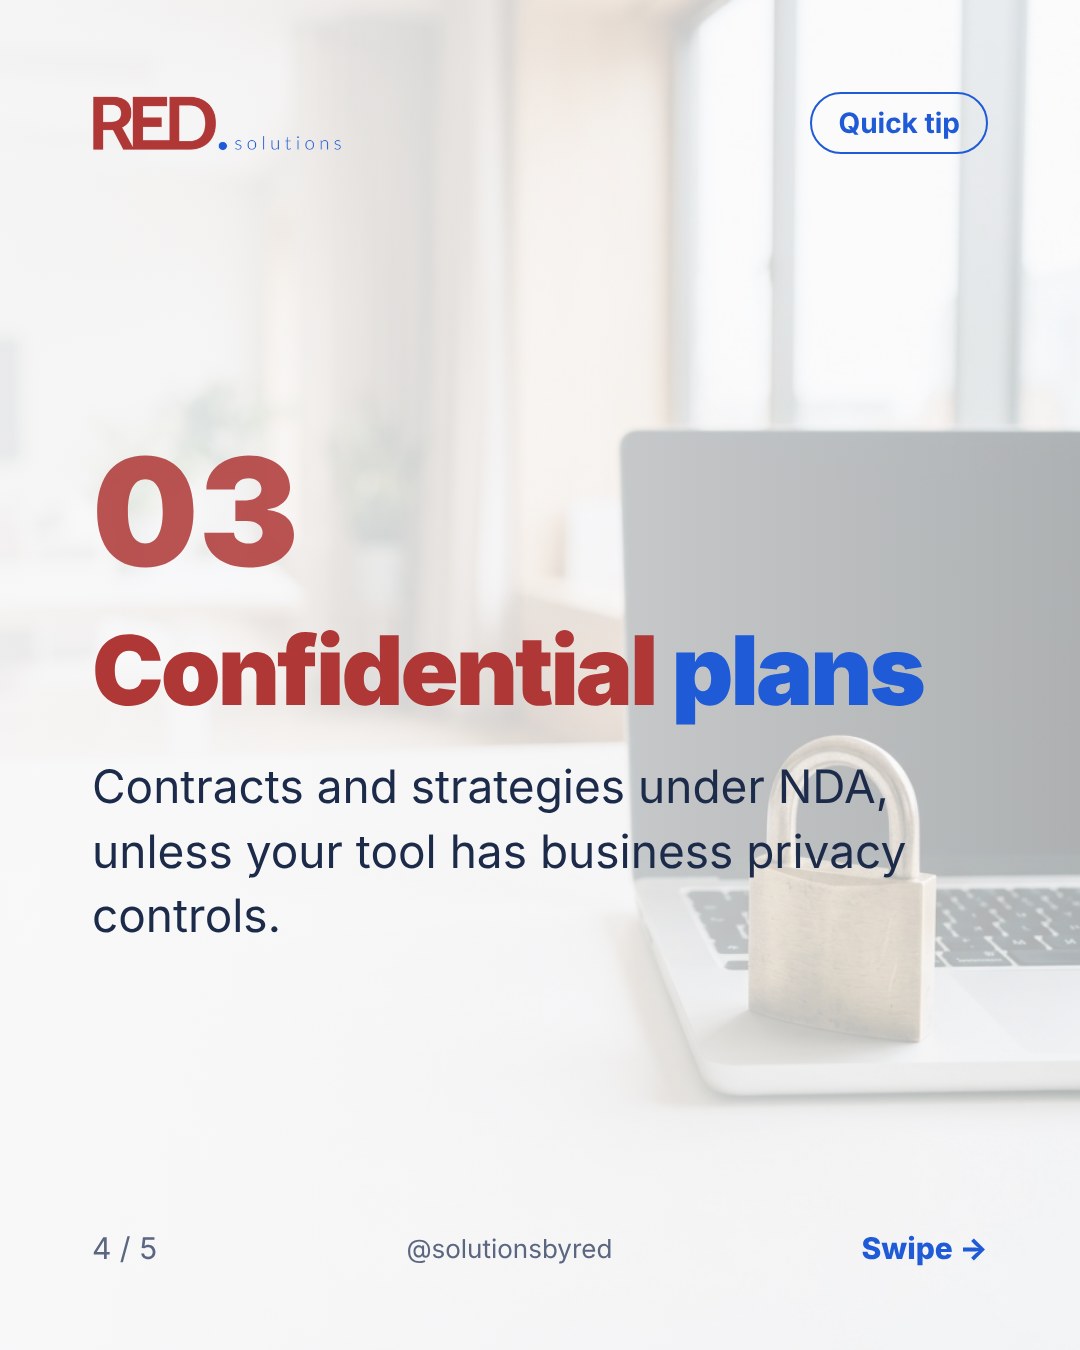 RED.solutions
Quick tip
03
Confidential plans
Contracts and strategies under NDA,
unless your tool has business privacy
controls.
4 / 5
@solutionsbyred
Swipe →